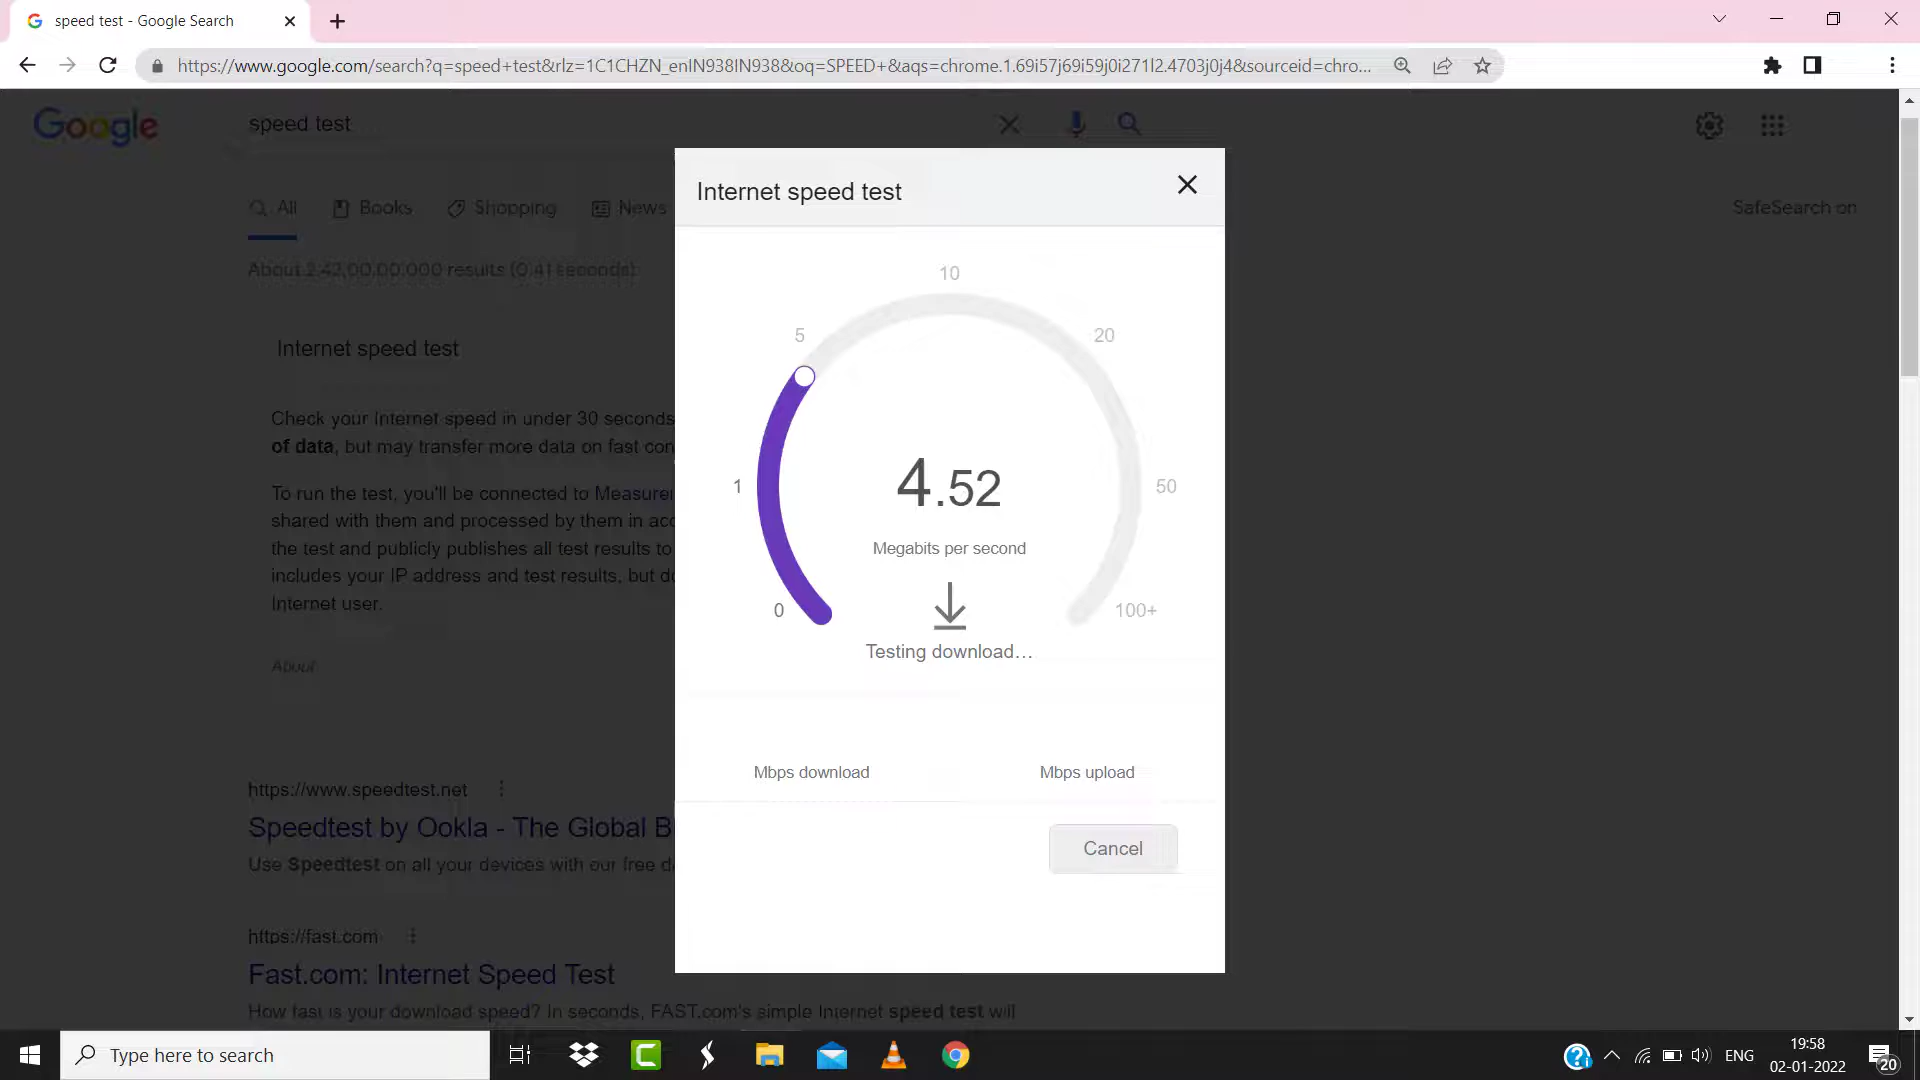 speed test - Google Search
https://www.google.com/search?q=speed+test&rlz=1C1CHZN_enIN938IN938&oq=SPEED+&aqs=chrome.1.69i57j69i59j0i271l2.4703j0j4&sourceid=chro...
Google
speed test
All Books Shopping News
SafeSearch on
About 2,42,00,00,000 results (0.41 seconds)
Internet speed test
Check your Internet speed in under 30 seconds
of data, but may transfer more data on fast con
To run the test, you'll be connected to Measure
shared with them and processed by them in acc
the test and publicly publishes all test results to
includes your IP address and test results, but d
Internet user.
About
https://www.speedtest.net
Speedtest by Ookla - The Global B
Use Speedtest on all your devices with our free d
https://fast.com
Fast.com: Internet Speed Test
How fast is your download speed? In seconds, FAST.com's simple Internet speed test will
Internet speed test
10
5
20
1
50
0
100+
4.52
Megabits per second
Testing download...
Mbps download
Mbps upload
Cancel
Type here to search
ENG
19:58
02-01-2022
20